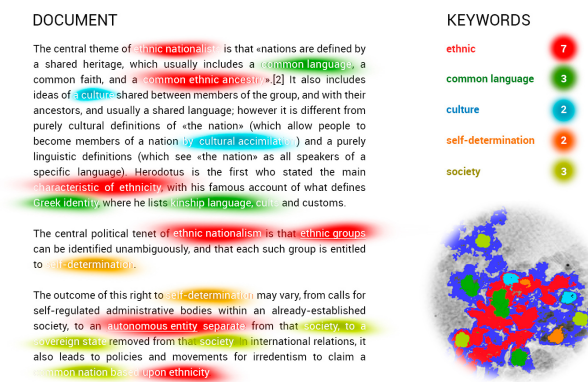 DOCUMENT
The central theme of ethnic nationalist is that «nations are defined by
a shared heritage, which usually includes a common language, a
common faith, and a common ethnic ancestry».[2] It also includes
ideas of a culture shared between members of the group, and with their
ancestors, and usually a shared language; however it is different from
purely cultural definitions of «the nation» (which allow people to
become members of a nation by cultural accimilation) and a purely
linguistic definitions (which see «the nation» as all speakers of a
specific language). Herodotus is the first who stated the main
characteristic of ethnicity, with his famous account of what defines
Greek identity, where he lists kinship language, cults and customs.
The central political tenet of ethnic nationalism is that ethnic groups
can be identified unambiguously, and that each such group is entitled
to self-determination.
The outcome of this right to self-determination may vary, from calls for
self-regulated administrative bodies within an already-established
society, to an autonomous entity separate from that society, to a
sovereign state removed from that society. In international relations, it
also leads to policies and movements for irredentism to claim a
common nation based upon ethnicity
KEYWORDS
ethnic 7
common language 3
culture 2
self-determination 2
society 3